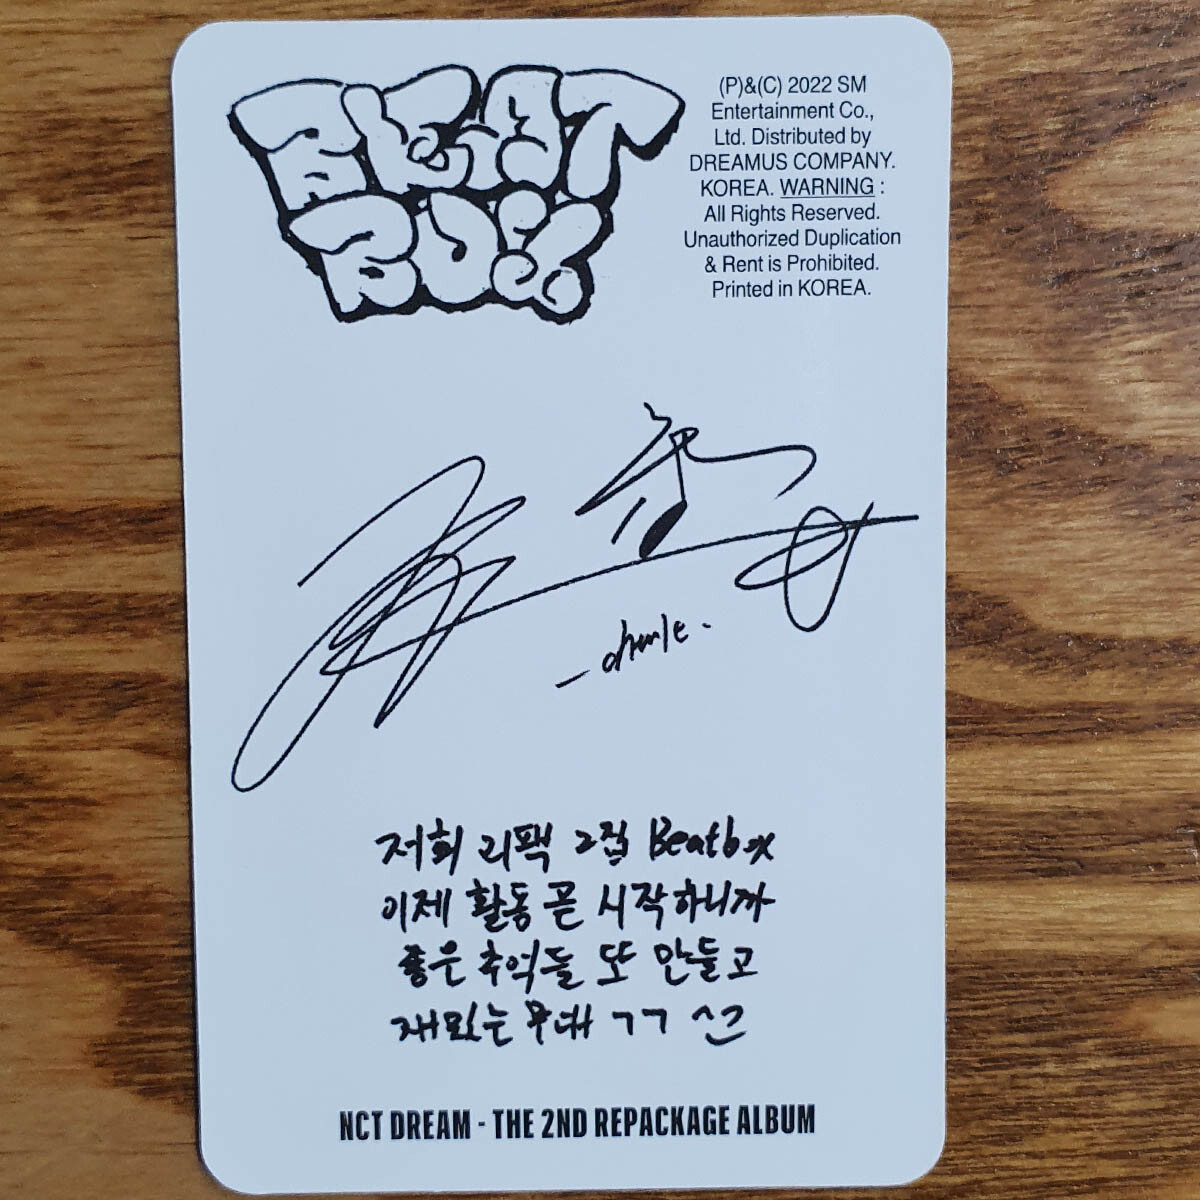 BEAT
BOX
(P)&(C) 2022 SM
Entertainment Co.,
Ltd. Distributed by
DREAMUS COMPANY.
KOREA. WARNING :
All Rights Reserved.
Unauthorized Duplication
& Rent is Prohibited.
Printed in KOREA.
저희 리팩 2집 Beatbox
이제 활동 곧 시작하니까
좋은 추억들 또 만들고
재밌는 무대 ㄱㄱ
NCT DREAM - THE 2ND REPACKAGE ALBUM